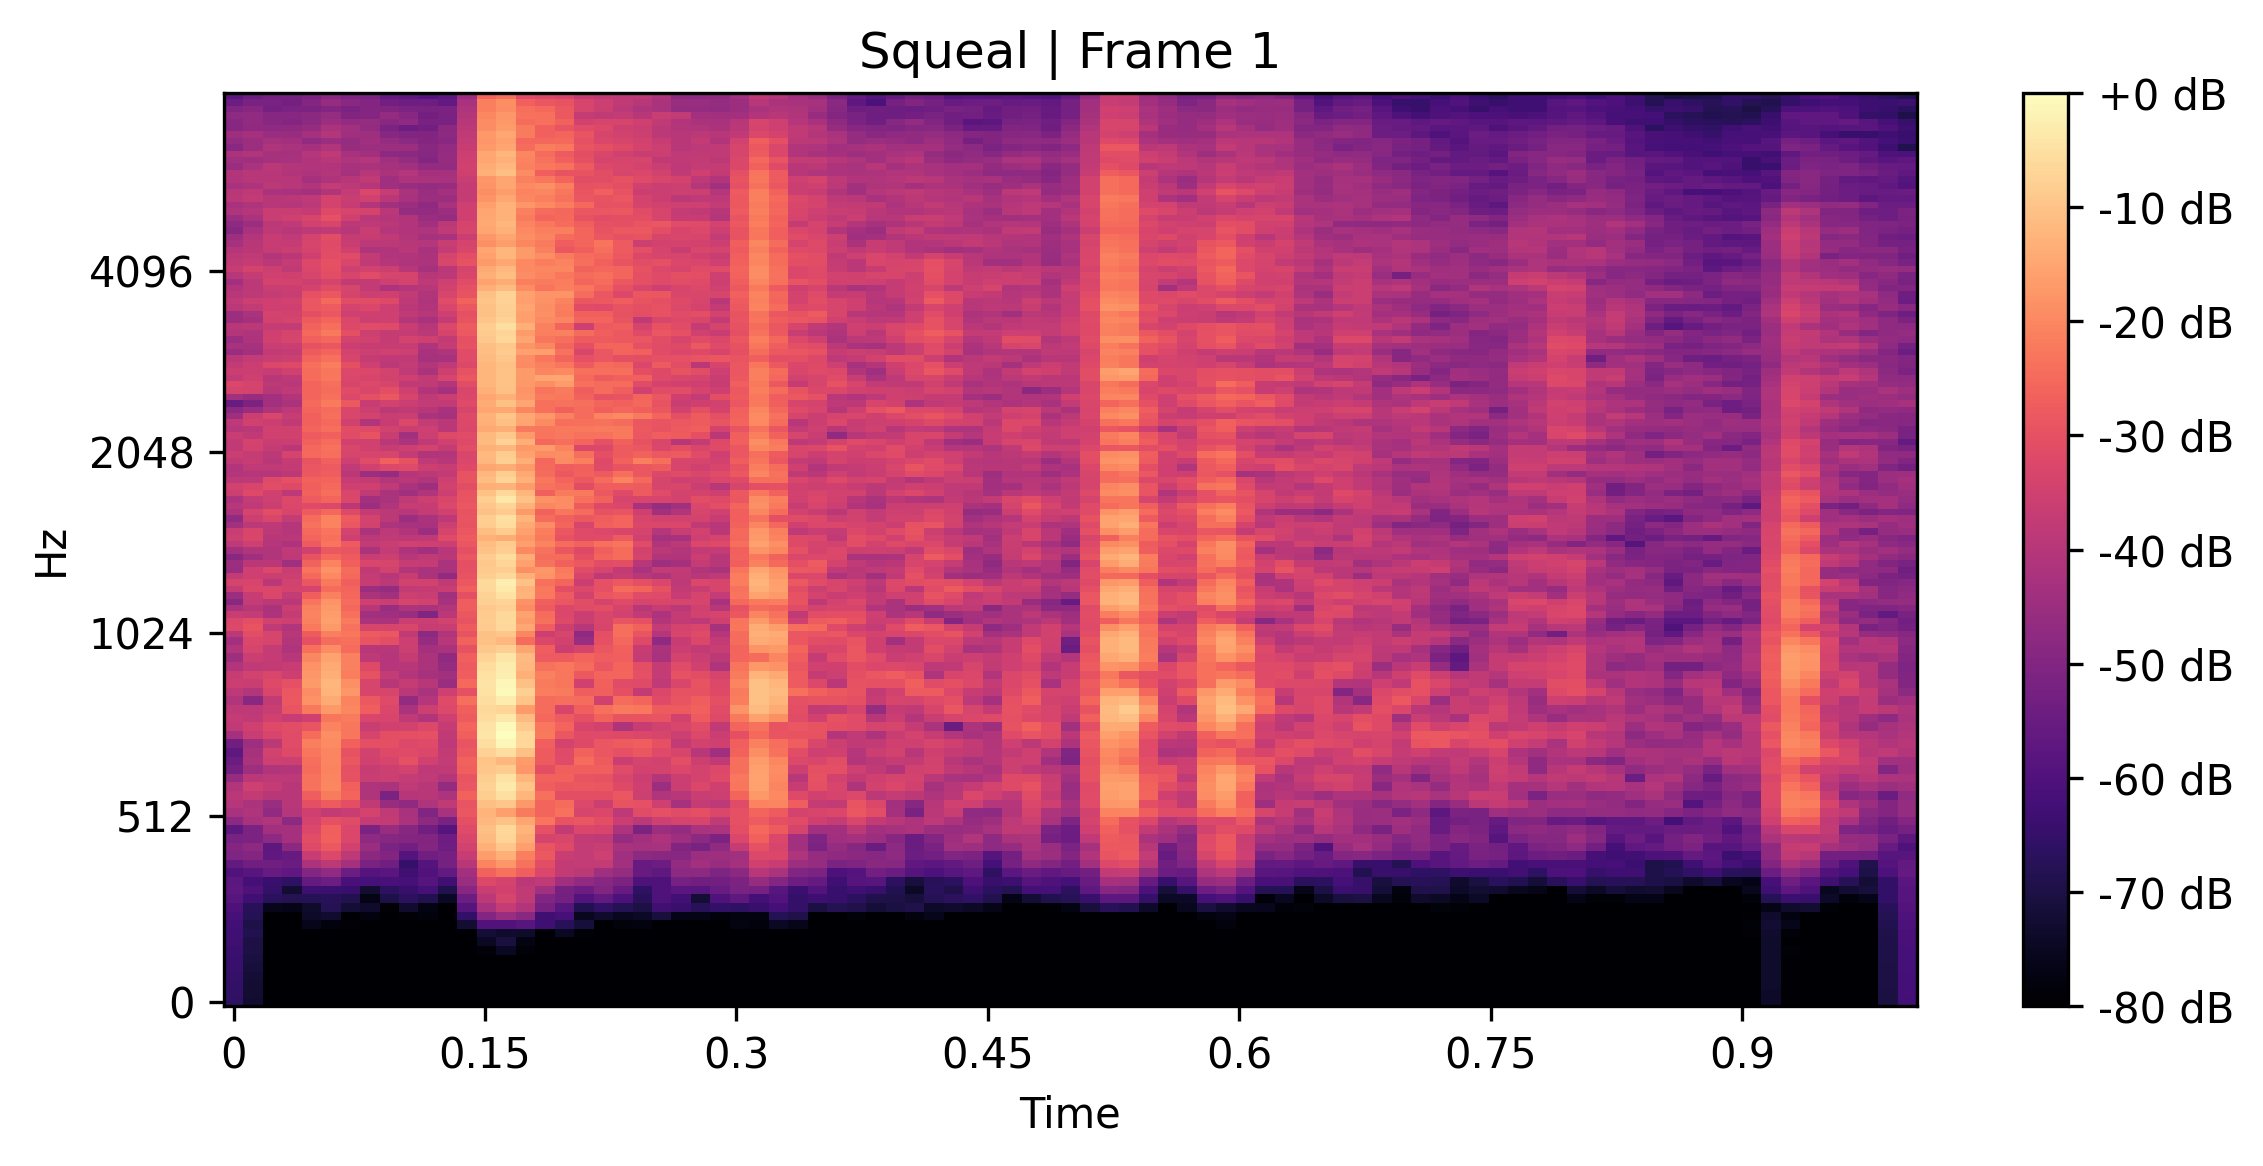 Squeal | Frame 1
+0 dB
-10 dB
-20 dB
-30 dB
-40 dB
-50 dB
-60 dB
-70 dB
-80 dB
Hz
4096
2048
1024
512
0
0 0.15 0.3 0.45 0.6 0.75 0.9
Time